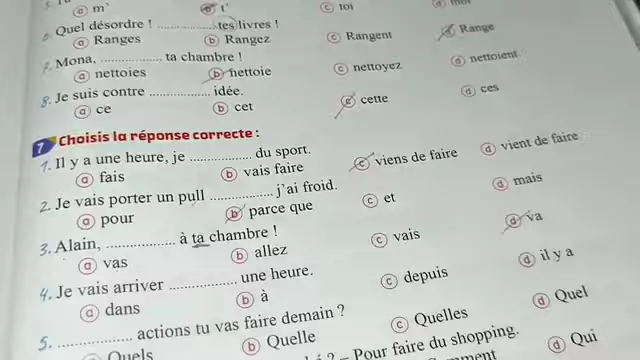 5. ⓐ m' ⓑ t' ⓒ toi ⓓ moi
6. Quel désordre ! .................. tes livres !
ⓐ Ranges ⓑ Rangez ⓒ Rangent ⓓ Range
7. Mona, .................. ta chambre !
ⓐ nettoies ⓑ nettoie ⓒ nettoyez ⓓ nettoient
8. Je suis contre .................. idée.
ⓐ ce ⓑ cet ⓒ cette ⓓ ces
7 Choisis la réponse correcte :
1. Il y a une heure, je .................. du sport.
ⓐ fais ⓑ vais faire ⓒ viens de faire ⓓ vient de faire
2. Je vais porter un pull .................. j'ai froid.
ⓐ pour ⓑ parce que ⓒ et ⓓ mais
3. Alain, .................. à ta chambre !
ⓐ vas ⓑ allez ⓒ vais ⓓ va
4. Je vais arriver .................. une heure.
ⓐ dans ⓑ à ⓒ depuis ⓓ il y a
5. .................. actions tu vas faire demain ?
ⓐ Quels ⓑ Quelle ⓒ Quelles ⓓ Quel
? – Pour faire du shopping.
ⓓ Qui